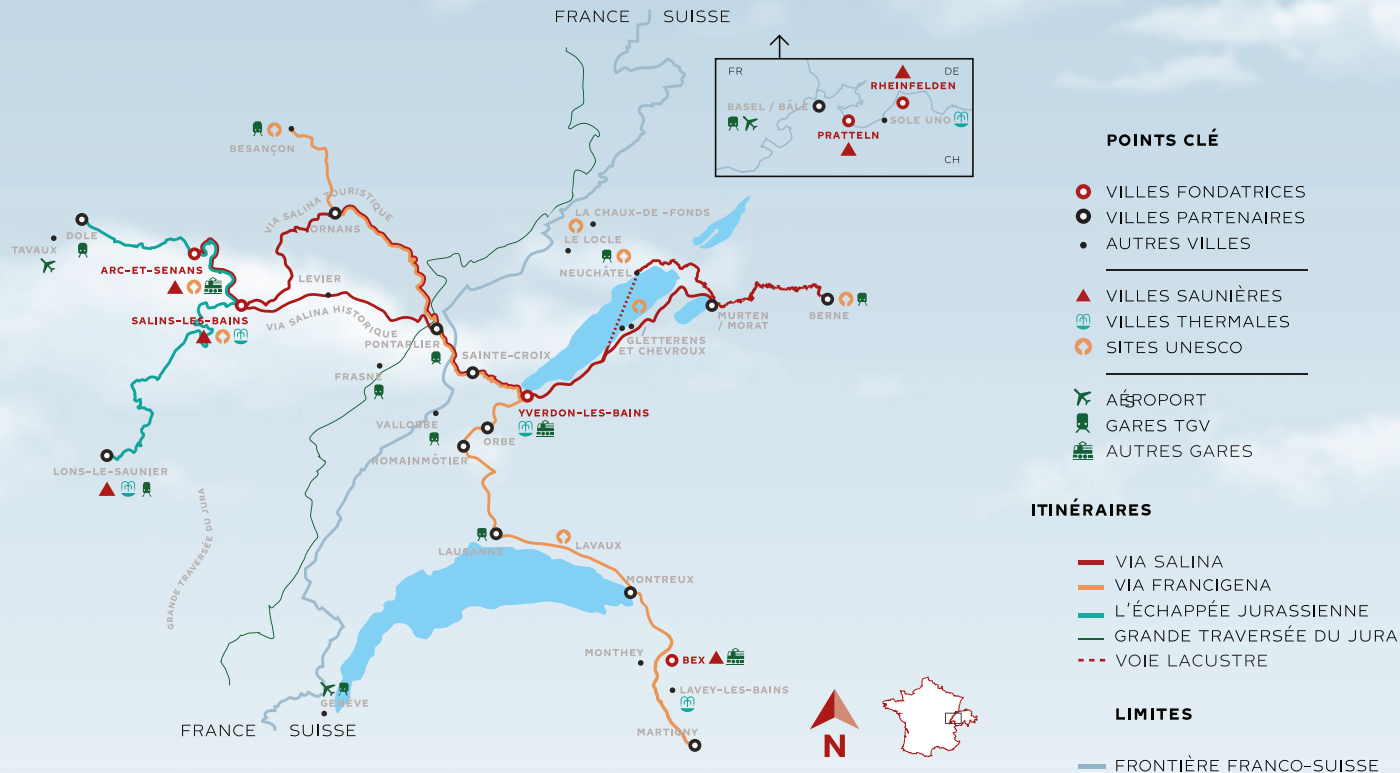 FRANCE SUISSE
FR
DE
RHEINFELDEN
BASEL / BÂLE
SOLE UNO
PRATTELN
CH
BESANÇON
VIA SALINA TOURISTIQUE
ORNANS
LA CHAUX-DE -FONDS
LE LOCLE
NEUCHÂTEL
DOLE
TAVAUX
ARC-ET-SENANS
LEVIER
SALINS-LES-BAINS
VIA SALINA HISTORIQUE
PONTARLIER
MURTEN
/ MORAT
BERNE
GLETTERENS
ET CHEVROUX
SAINTE-CROIX
FRASNE
YVERDON-LES-BAINS
VALLORBE
ORBE
ROMAINMÔTIER
LONS-LE-SAUNIER
GRANDE TRAVERSÉE DU JURA
LAUSANNE
LAVAUX
MONTREUX
MONTHEY
BEX
LAVEY-LES-BAINS
GENÈVE
MARTIGNY
FRANCE SUISSE
N
POINTS CLÉ
VILLES FONDATRICES
VILLES PARTENAIRES
AUTRES VILLES
VILLES SAUNIÈRES
VILLES THERMALES
SITES UNESCO
AÉROPORT
S
GARES TGV
AUTRES GARES
ITINÉRAIRES
VIA SALINA
VIA FRANCIGENA
L'ÉCHAPPÉE JURASSIENNE
GRANDE TRAVERSÉE DU JURA
VOIE LACUSTRE
LIMITES
FRONTIÈRE FRANCO-SUISSE